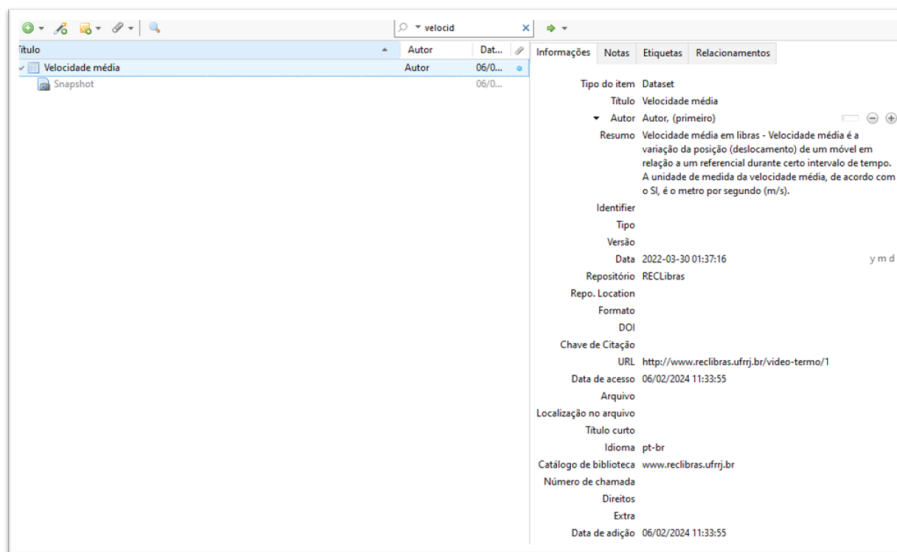 velocid
Título Autor Dat...
Velocidade média Autor 06/0...
Snapshot 06/0...
Informações Notas Etiquetas Relacionamentos
Tipo do item Dataset
Título Velocidade média
Autor Autor, (primeiro)
Resumo Velocidade média em libras - Velocidade média é a
variação da posição (deslocamento) de um móvel em
relação a um referencial durante certo intervalo de tempo.
A unidade de medida da velocidade média, de acordo com
o SI, é o metro por segundo (m/s).
Identifier
Tipo
Versão
Data 2022-03-30 01:37:16 y m d
Repositório RECLibras
Repo. Location
Formato
DOI
Chave de Citação
URL http://www.reclibras.ufrrj.br/video-termo/1
Data de acesso 06/02/2024 11:33:55
Arquivo
Localização no arquivo
Título curto
Idioma pt-br
Catálogo de biblioteca www.reclibras.ufrrj.br
Número de chamada
Direitos
Extra
Data de adição 06/02/2024 11:33:55